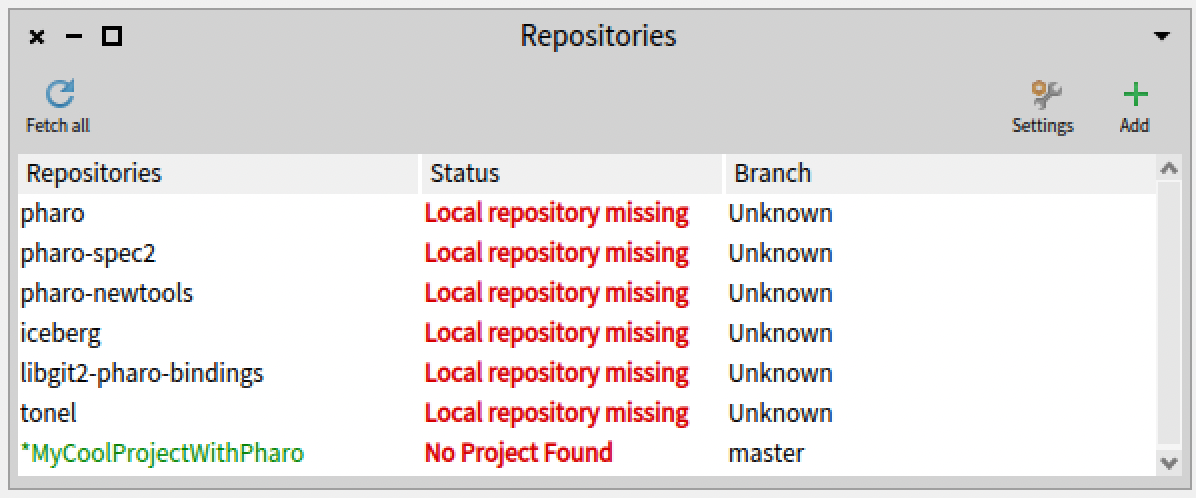 Repositories
Fetch all
Settings
Add
Repositories Status Branch
pharo Local repository missing Unknown
pharo-spec2 Local repository missing Unknown
pharo-newtools Local repository missing Unknown
iceberg Local repository missing Unknown
libgit2-pharo-bindings Local repository missing Unknown
tonel Local repository missing Unknown
*MyCoolProjectWithPharo No Project Found master